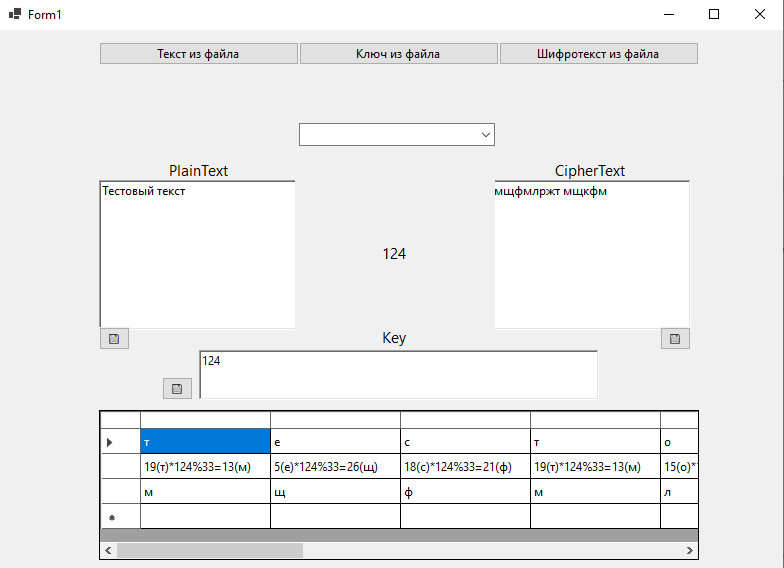 Form1
Текст из файла Ключ из файла Шифротекст из файла
PlainText CipherText
Тестовый текст мщфмлржт мщкфм
124
Key
124
т е с т о
19(т)*124%33=13(м) 5(е)*124%33=26(щ) 18(с)*124%33=21(ф) 19(т)*124%33=13(м) 15(о)*
м щ ф м л